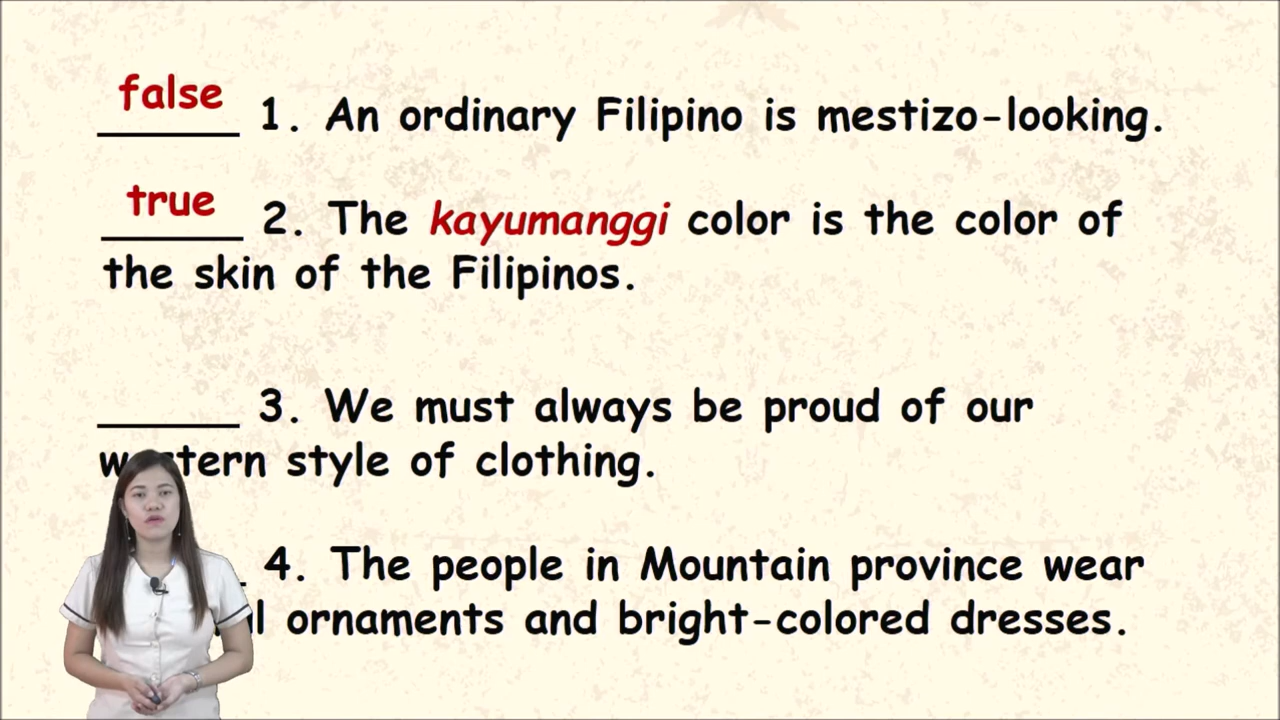 false
______ 1. An ordinary Filipino is mestizo-looking.
true
______ 2. The kayumanggi color is the color of
the skin of the Filipinos.
______ 3. We must always be proud of our
style of clothing.
4. The people in Mountain province wear
ornaments and bright-colored dresses.